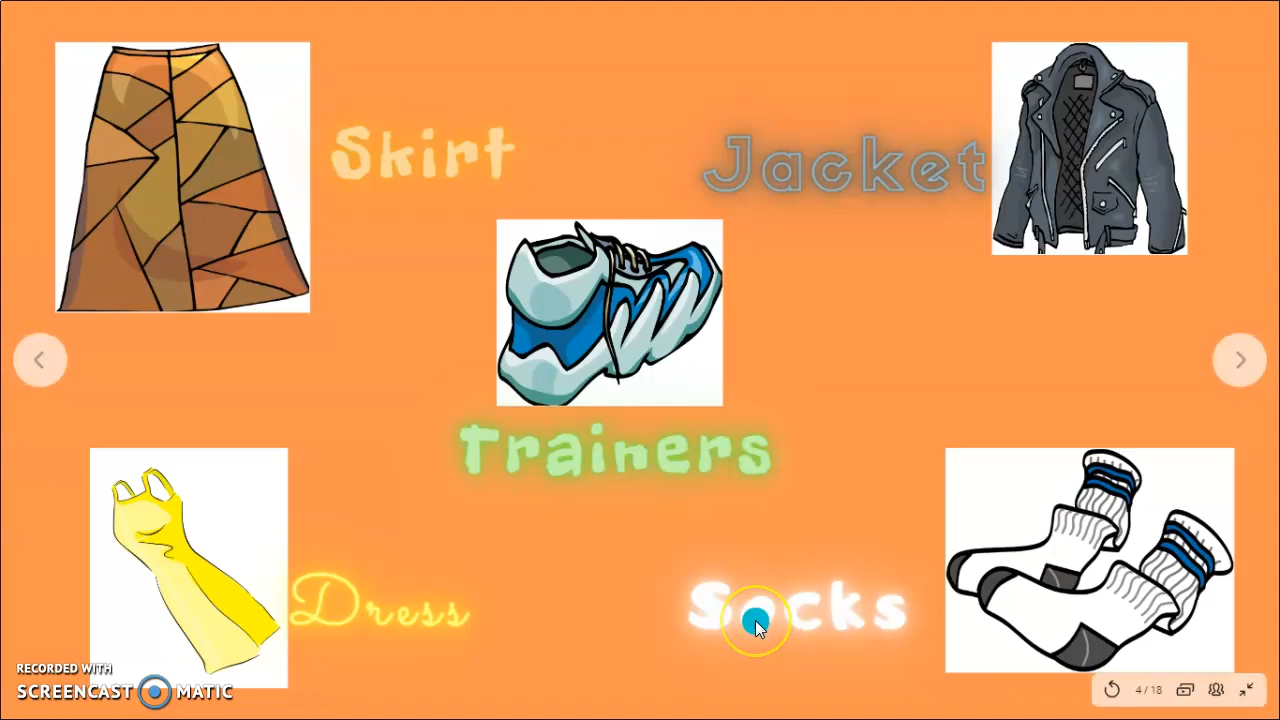 Skirt
Jacket
Trainers
Dress
Socks
RECORDED WITH
SCREENCAST MATIC
4/18